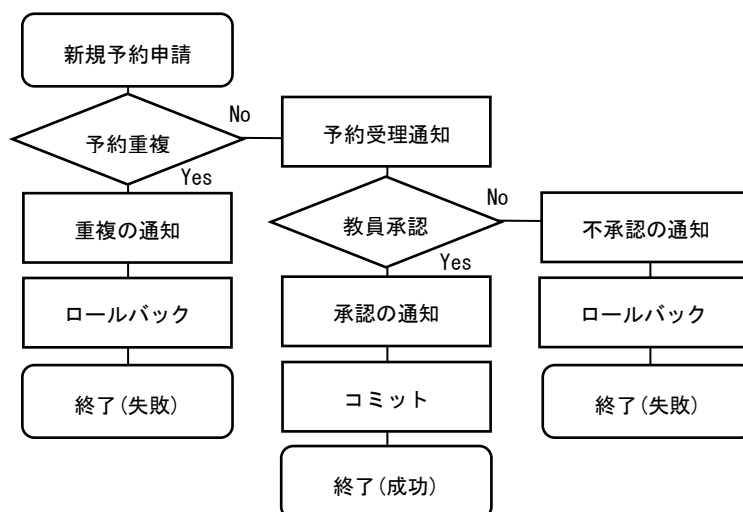 新規予約申請
予約重複
No
予約受理通知
Yes
重複の通知
教員承認
No
不承認の通知
Yes
ロールバック
承認の通知
ロールバック
終了(失敗)
コミット
終了(失敗)
終了(成功)